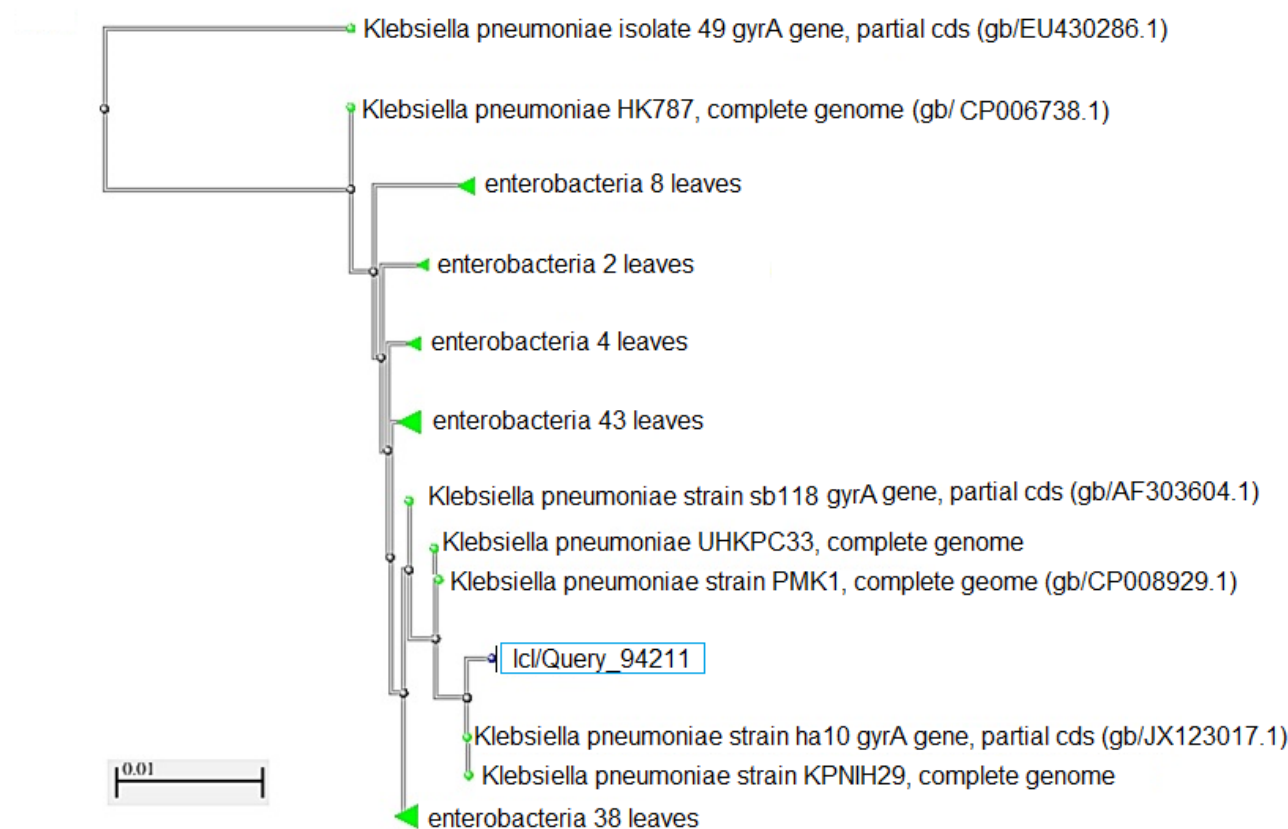 Klebsiella pneumoniae isolate 49 gyrA gene, partial cds (gb/EU430286.1)
Klebsiella pneumoniae HK787, complete genome (gb/ CP006738.1)
enterobacteria 8 leaves
enterobacteria 2 leaves
enterobacteria 4 leaves
enterobacteria 43 leaves
Klebsiella pneumoniae strain sb118 gyrA gene, partial cds (gb/AF303604.1)
Klebsiella pneumoniae UHKPC33, complete genome
Klebsiella pneumoniae strain PMK1, complete geome (gb/CP008929.1)
lcl/Query_94211
Klebsiella pneumoniae strain ha10 gyrA gene, partial cds (gb/JX123017.1)
Klebsiella pneumoniae strain KPNIH29, complete genome
0.01
enterobacteria 38 leaves